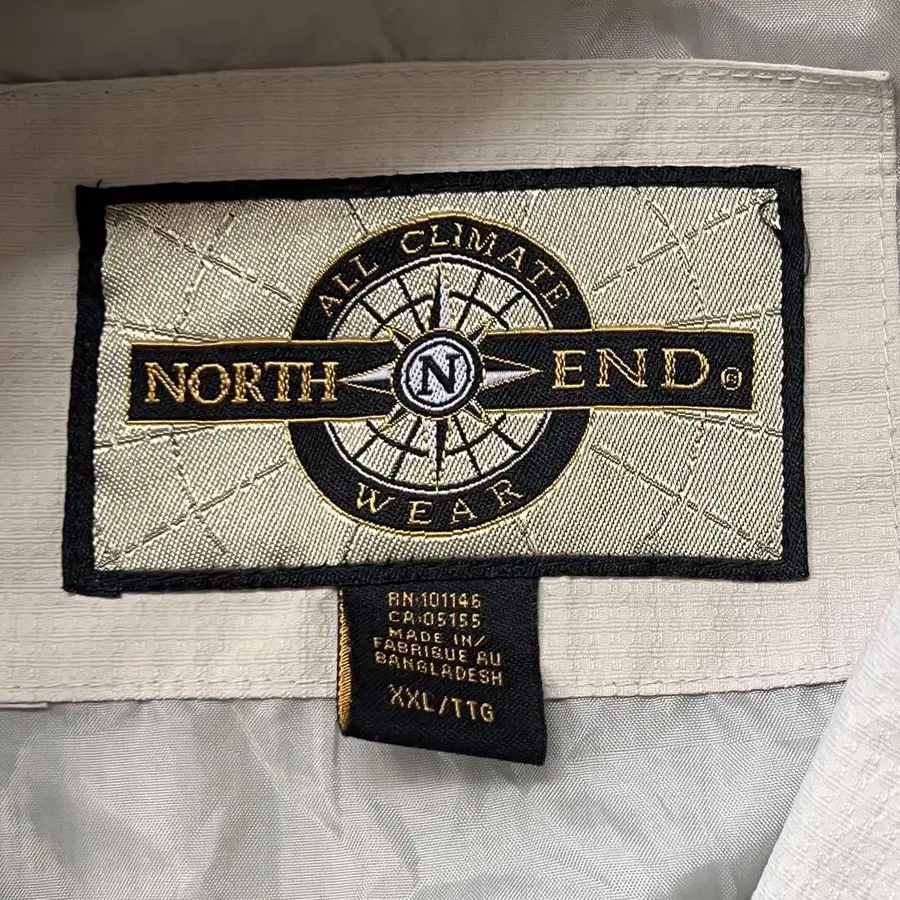 ALL CLIMATE
NORTH N END®
WEAR
RN:101146
CA:05155
MADE IN/
FABRIQUE AU
BANGLADESH
XXL/TTG